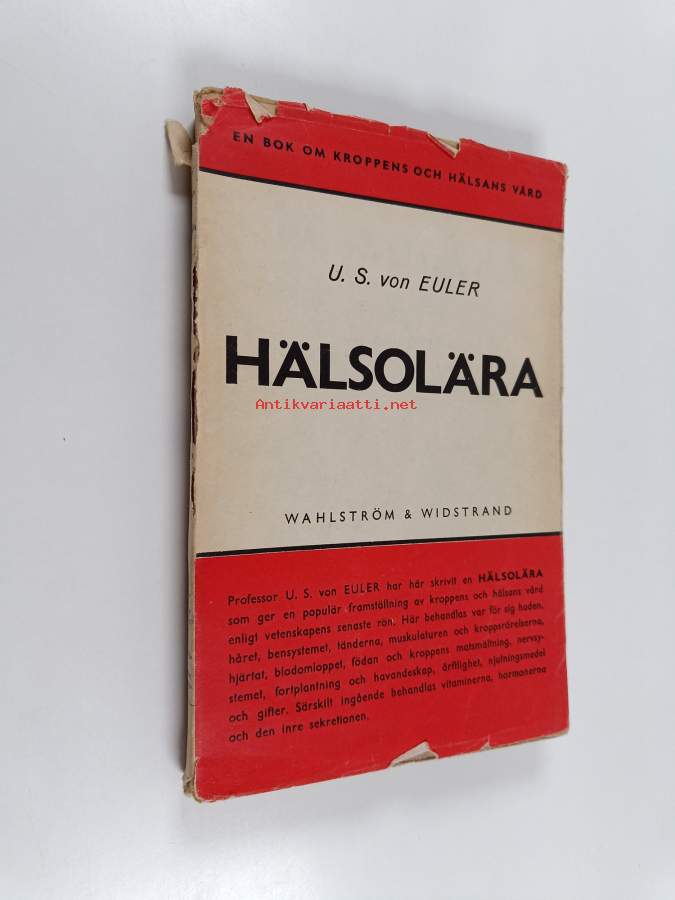 EN BOK OM KROPPENS OCH HÄLSANS VÅRD
U. S. von EULER
HÄLSOLÄRA
Antikvariaatti.net
WAHLSTRÖM & WIDSTRAND
Professor U. S. von EULER har här skrivit en HÄLSOLÄRA
som ger en populär framställning av kroppens och hälsans vård
enligt vetenskapens senaste rön. Här behandlas var för sig huden,
håret, bensystemet, tänderna, muskulaturen och kroppsrörelserna,
hjärtat, blodomloppet, födan och kroppens matsmältning, nervsy-
stemet, fortplantning och havandeskap, ärftlighet, njutningsmedel
och gifter. Särskilt ingående behandlas vitaminerna, hormonerna
och den inre sekretionen.